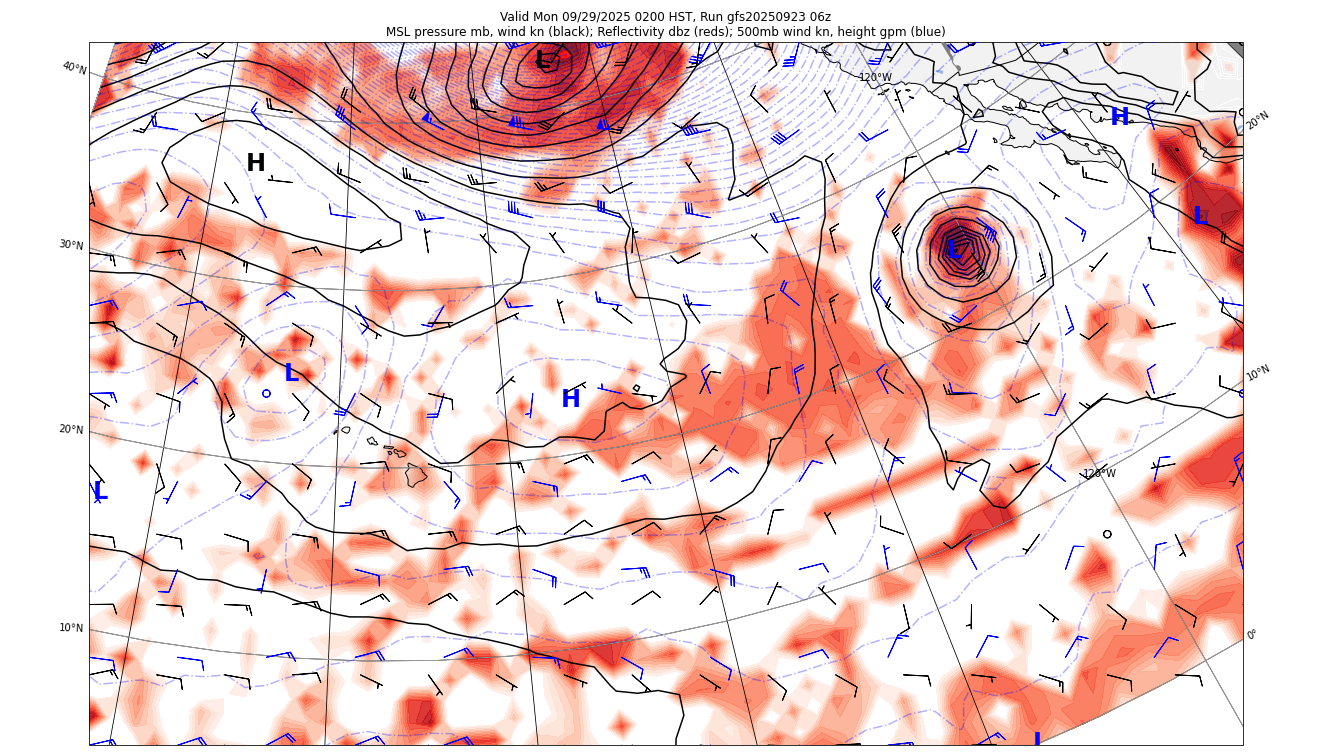 Valid Mon 09/29/2025 0200 HST, Run gfs20250923 06z
MSL pressure mb, wind kn (black); Reflectivity dbz (reds); 500mb wind kn, height gpm (blue)
L
40°N
120°W
H
20°N
H
L
30°N
L
L
10°N
H
20°N
120°W
L
10°N
0°
L